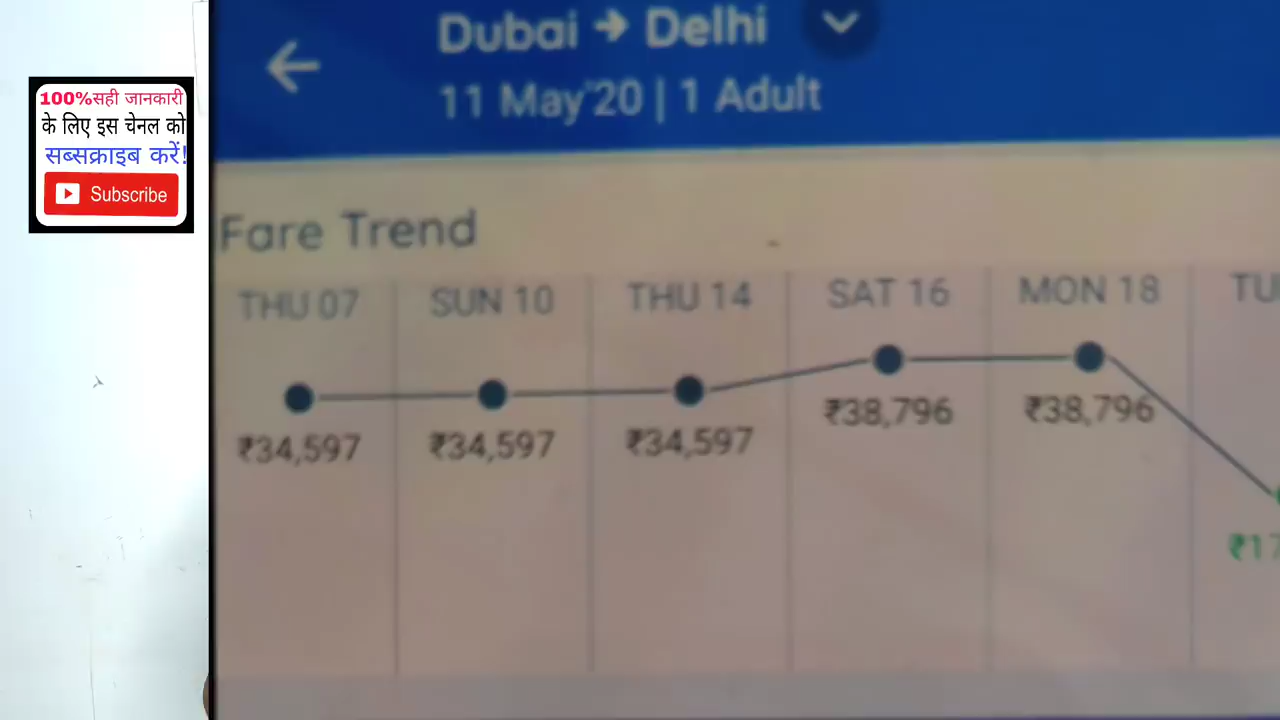 100%सही जानकारी
के लिए इस चेनल को
सब्सक्राइब करें!
Subscribe
Dubai → Delhi
11 May'20 | 1 Adult
Fare Trend
THU 07 SUN 10 THU 14 SAT 16 MON 18
₹34,597 ₹34,597 ₹34,597 ₹38,796 ₹38,796